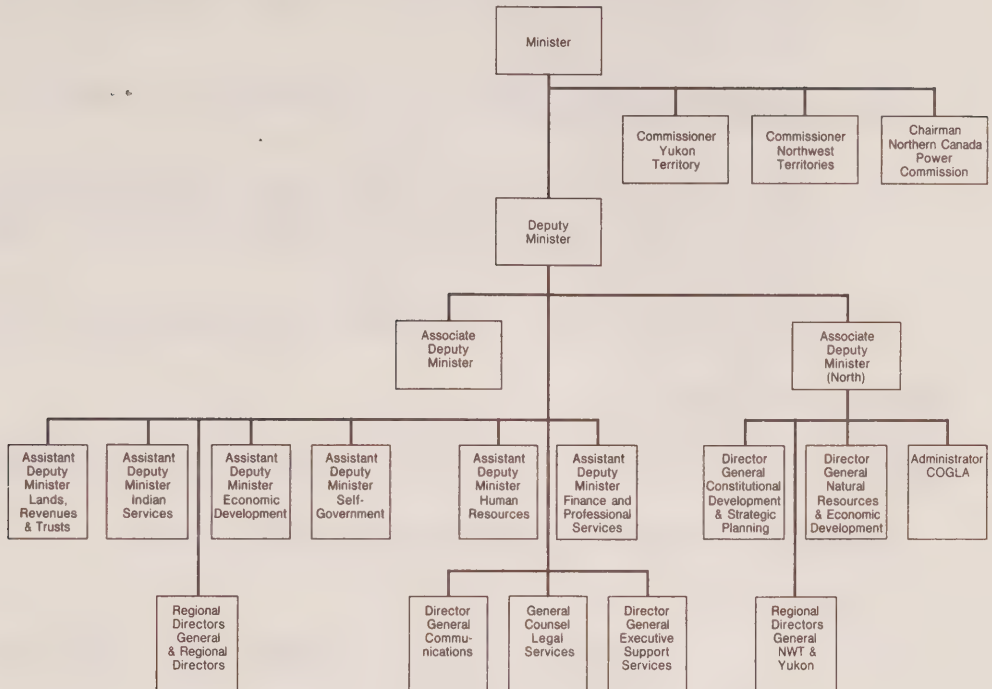 Minister
Commissioner
Yukon
Territory
Commissioner
Northwest
Territories
Chairman
Northern Canada
Power
Commission
Deputy
Minister
Associate
Deputy
Minister
Associate
Deputy
Minister
(North)
Assistant
Deputy
Minister
Lands,
Revenues
& Trusts
Assistant
Deputy
Minister
Indian
Services
Assistant
Deputy
Minister
Economic
Development
Assistant
Deputy
Minister
Self-
Government
Assistant
Deputy
Minister
Human
Resources
Assistant
Deputy
Minister
Finance and
Professional
Services
Director
General
Constitutional
Development
& Strategic
Planning
Director
General
Natural
Resources
& Economic
Development
Administrator
COGLA
Regional
Directors
General
& Regional
Directors
Director
General
Commu-
nications
General
Counsel
Legal
Services
Director
General
Executive
Support
Services
Regional
Directors
General
NWT &
Yukon